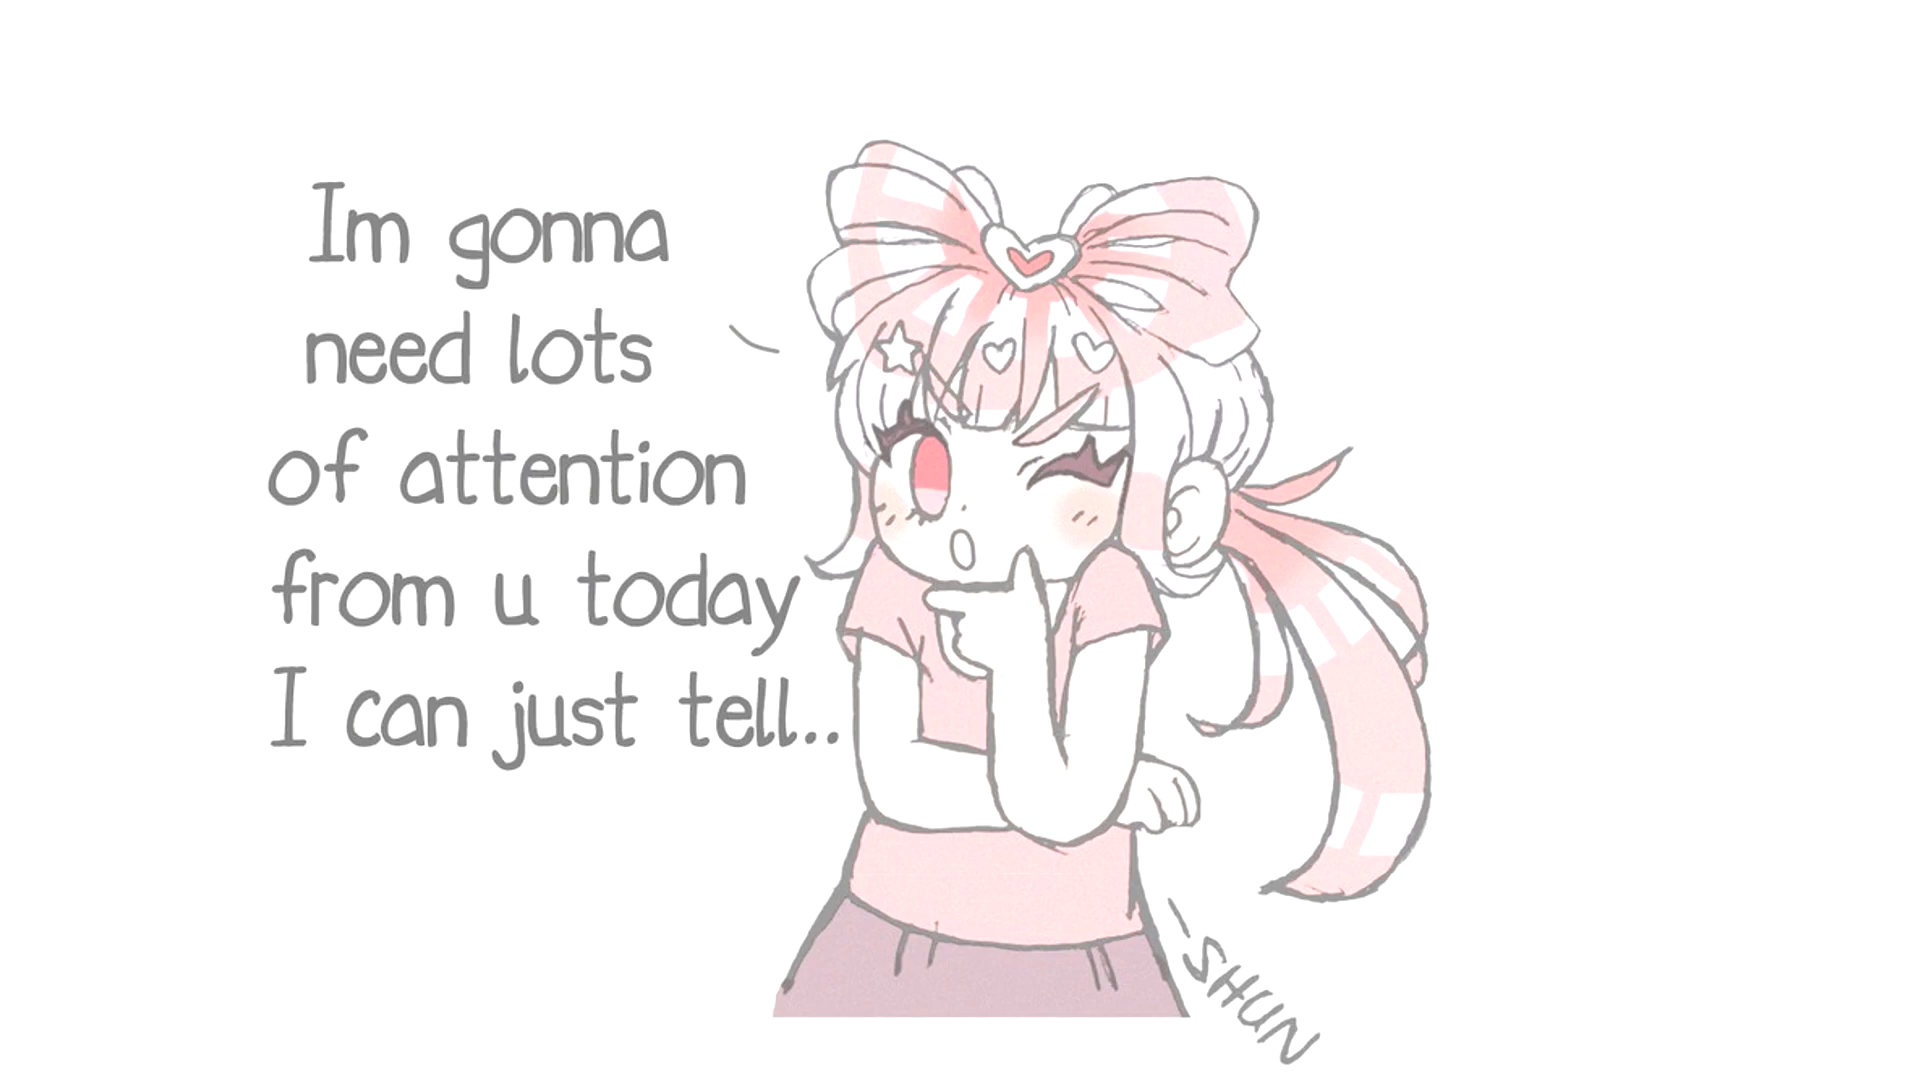 Im gonna
need lots
of attention
from u today
I can just tell..
-SHUN